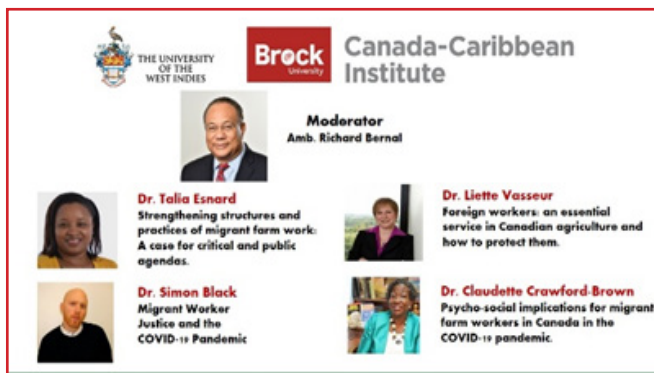 THE UNIVERSITY
OF THE
WEST INDIES
Brock
University
Canada-Caribbean
Institute
Moderator
Amb. Richard Bernal
Dr. Talia Esnard
Strengthening structures and
practices of migrant farm work:
A case for critical and public
agendas.
Dr. Liette Vasseur
Foreign workers: an essential
service in Canadian agriculture and
how to protect them.
Dr. Simon Black
Migrant Worker
Justice and the
COVID-19 Pandemic
Dr. Claudette Crawford-Brown
Psycho-social implications for migrant
farm workers in Canada in the
COVID-19 pandemic.